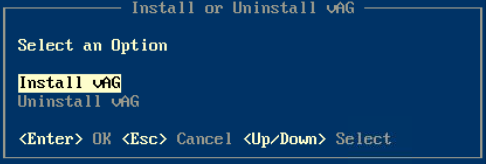 Install or Uninstall vAG
Select an Option
Install vAG
Uninstall vAG
<Enter> OK <Esc> Cancel <Up/Down> Select